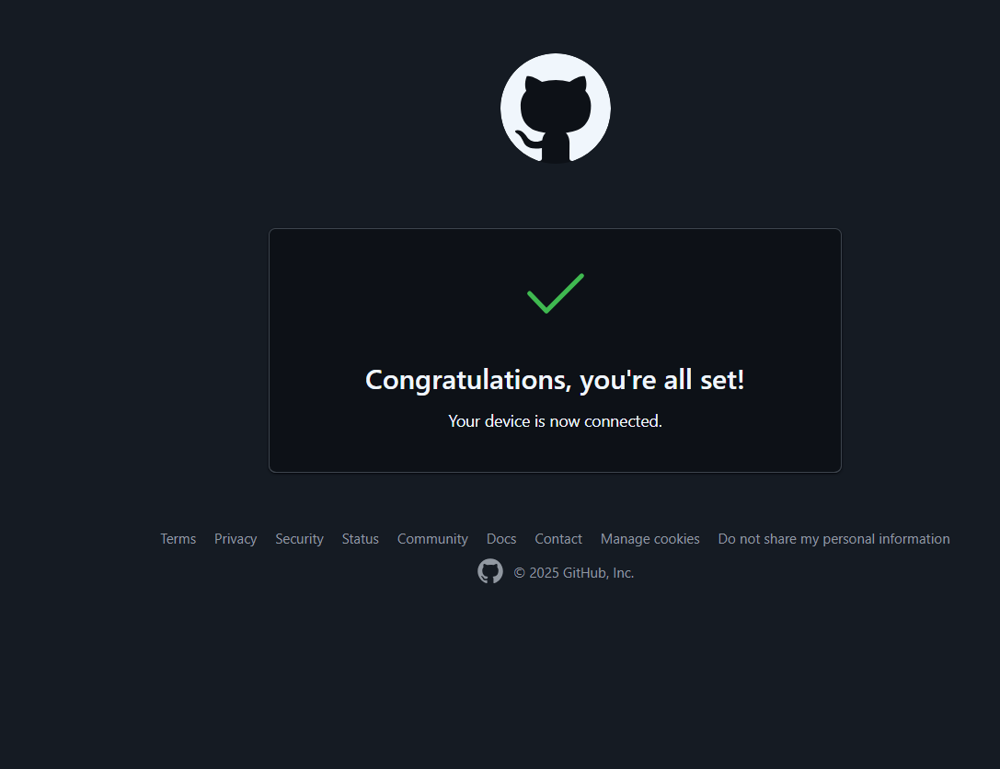 Congratulations, you're all set!
Your device is now connected.
Terms Privacy Security Status Community Docs Contact Manage cookies Do not share my personal information
© 2025 GitHub, Inc.